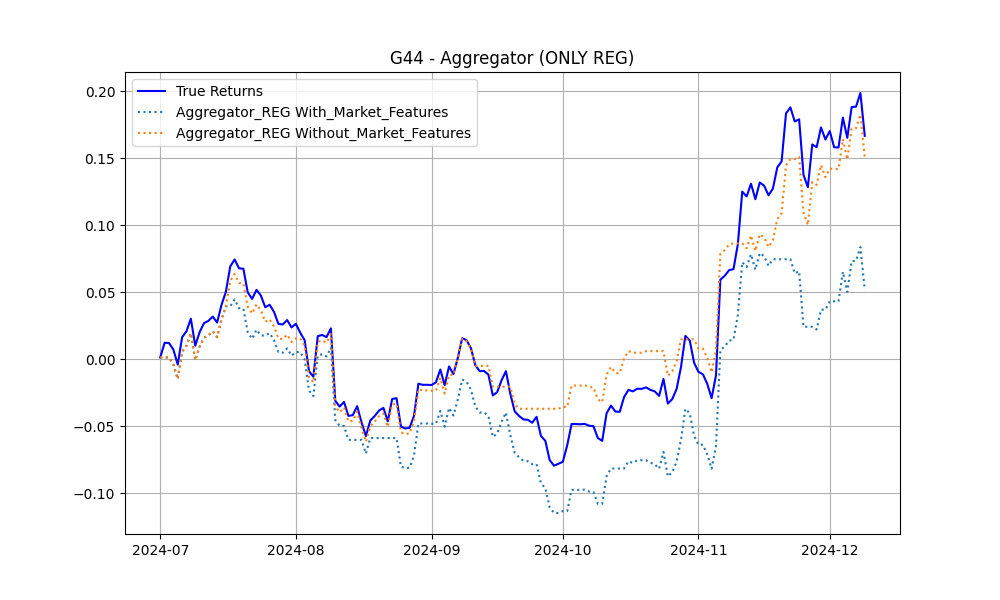 G44 - Aggregator (ONLY REG)
True Returns
Aggregator_REG With_Market_Features
Aggregator_REG Without_Market_Features
0.20
0.15
0.10
0.05
0.00
−0.05
−0.10
2024-07 2024-08 2024-09 2024-10 2024-11 2024-12